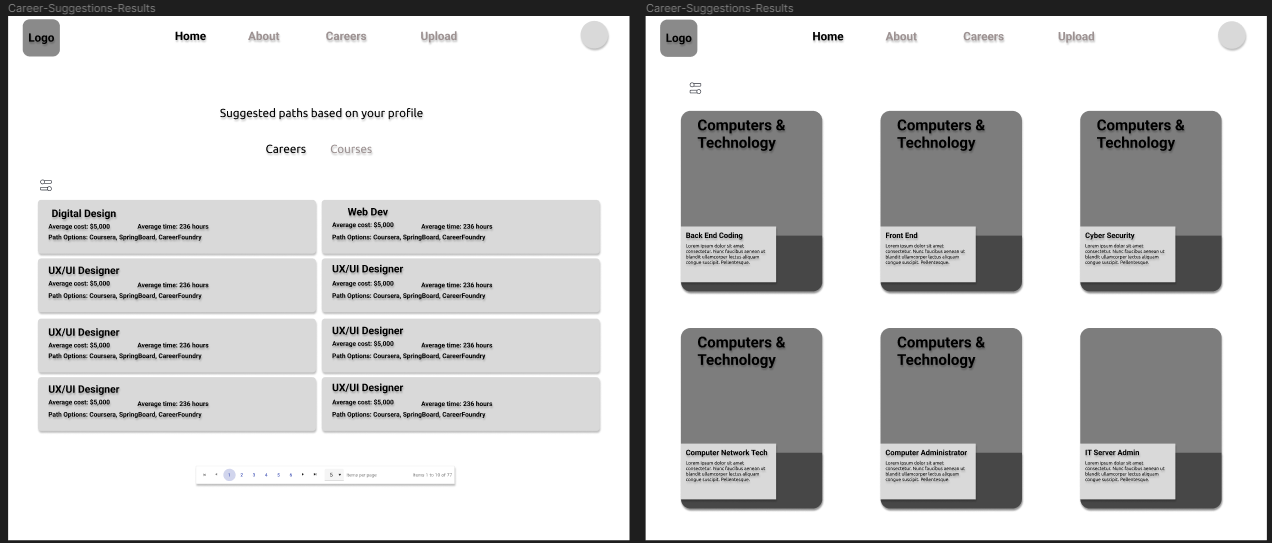 Career-Suggestions-Results
Logo
Home About Careers Upload
Suggested paths based on your profile
Careers Courses
Digital Design
Average cost: $5,000 Average time: 236 hours
Path Options: Coursera, SpringBoard, CareerFoundry
Web Dev
Average cost: $5,000 Average time: 236 hours
Path Options: Coursera, SpringBoard, CareerFoundry
UX/UI Designer
Average cost: $5,000 Average time: 236 hours
Path Options: Coursera, SpringBoard, CareerFoundry
UX/UI Designer
Average cost: $5,000 Average time: 236 hours
Path Options: Coursera, SpringBoard, CareerFoundry
UX/UI Designer
Average cost: $5,000 Average time: 236 hours
Path Options: Coursera, SpringBoard, CareerFoundry
UX/UI Designer
Average cost: $5,000 Average time: 236 hours
Path Options: Coursera, SpringBoard, CareerFoundry
UX/UI Designer
Average cost: $5,000 Average time: 236 hours
Path Options: Coursera, SpringBoard, CareerFoundry
UX/UI Designer
Average cost: $5,000 Average time: 236 hours
Path Options: Coursera, SpringBoard, CareerFoundry
1 2 3 4 5 6 5 items per page Items 1 to 10 of 77
Career-Suggestions-Results
Logo
Home About Careers Upload
Computers &
Technology
Back End Coding
Lorem ipsum dolor sit amet
consectetur. Nunc faucibus aenean ut
blandit ullamcorper lectus aliquam
congue suscipit. Pellentesque.
Computers &
Technology
Front End
Lorem ipsum dolor sit amet
consectetur. Nunc faucibus aenean ut
blandit ullamcorper lectus aliquam
congue suscipit. Pellentesque.
Computers &
Technology
Cyber Security
Lorem ipsum dolor sit amet
consectetur. Nunc faucibus aenean ut
blandit ullamcorper lectus aliquam
congue suscipit. Pellentesque.
Computers &
Technology
Computer Network Tech
Lorem ipsum dolor sit amet
consectetur. Nunc faucibus aenean ut
blandit ullamcorper lectus aliquam
congue suscipit. Pellentesque.
Computers &
Technology
Computer Administrator
Lorem ipsum dolor sit amet
consectetur. Nunc faucibus aenean ut
blandit ullamcorper lectus aliquam
congue suscipit. Pellentesque.
IT Server Admin
Lorem ipsum dolor sit amet
consectetur. Nunc faucibus aenean ut
blandit ullamcorper lectus aliquam
congue suscipit. Pellentesque.